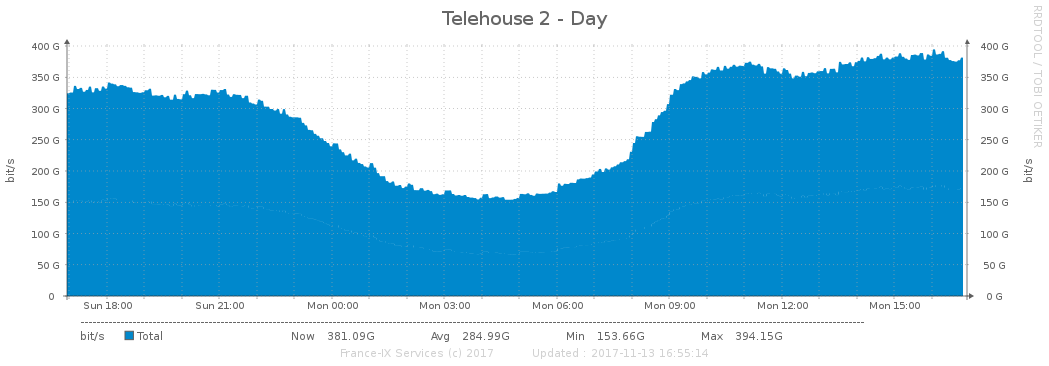 Telehouse 2 - Day
RRDTOOL / TOBI OETIKER
400 G 400 G
350 G 350 G
300 G 300 G
250 G 250 G
200 G 200 G
150 G 150 G
100 G 100 G
50 G 50 G
0 0 G
bit/s bit/s
Sun 18:00 Sun 21:00 Mon 00:00 Mon 03:00 Mon 06:00 Mon 09:00 Mon 12:00 Mon 15:00
bit/s Total Now 381.09G Avg 284.99G Min 153.66G Max 394.15G
France-IX Services (c) 2017 Updated : 2017-11-13 16:55:14